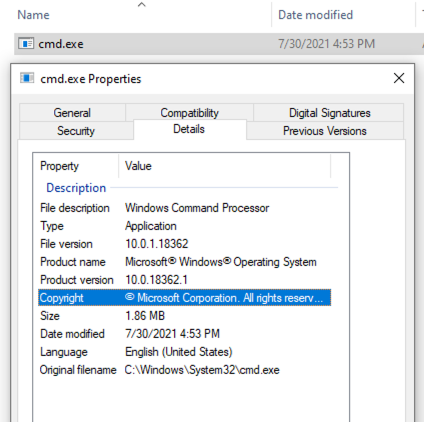 Name Date modified
cmd.exe 7/30/2021 4:53 PM
cmd.exe Properties
General Compatibility Digital Signatures
Security Details Previous Versions
Property Value
Description
File description Windows Command Processor
Type Application
File version 10.0.1.18362
Product name Microsoft® Windows® Operating System
Product version 10.0.18362.1
Copyright © Microsoft Corporation. All rights reserv...
Size 1.86 MB
Date modified 7/30/2021 4:53 PM
Language English (United States)
Original filename C:\Windows\System32\cmd.exe